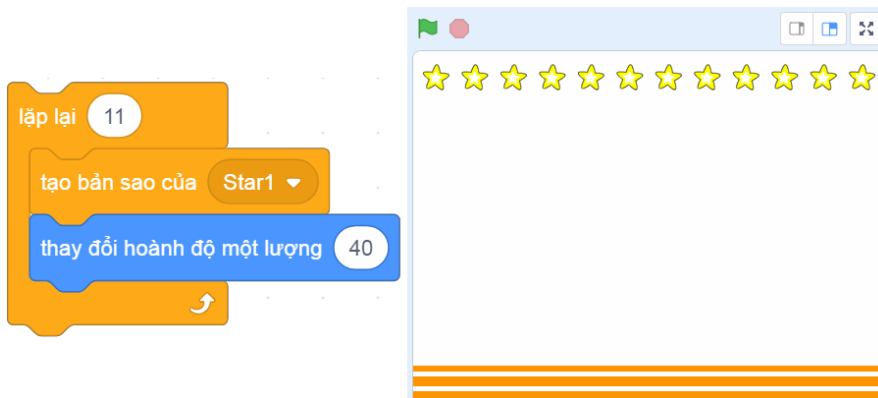 lặp lại 11
tạo bản sao của Star1
thay đổi hoành độ một lượng 40